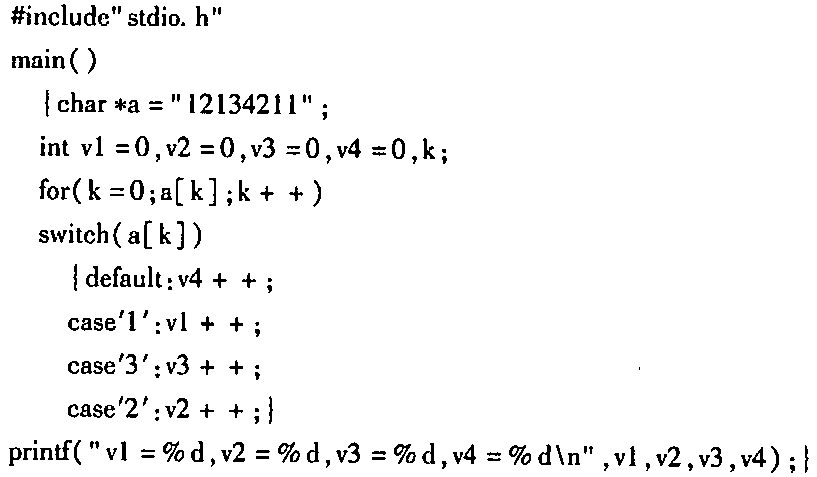 #include"stdio. h"
main( )
{char *a = "12134211" ;
int v1 =0,v2 =0,v3 =0,v4 =0,k;
for( k =0;a[ k] ;k + + )
switch( a[ k] )
{default:v4 + + ;
case'1':v1 + + ;
case'3':v3 + + ;
case'2':v2 + + ;}
printf( "v1 = % d,v2 = % d,v3 = % d,v4 = % d\n" ,v1,v2,v3,v4) ;}